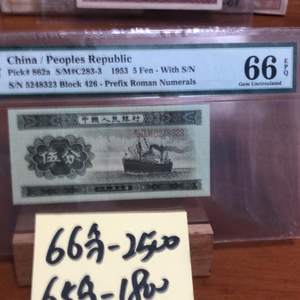 China / Peoples Republic
Pick# 862a S/M#C283-3 1953 5 Fen - With S/N
S/N 5248323 Block 426 - Prefix Roman Numerals
66 EPQ
Gem Uncirculated
中國人民銀行
伍分
5248323
66分-2500
65分-1800